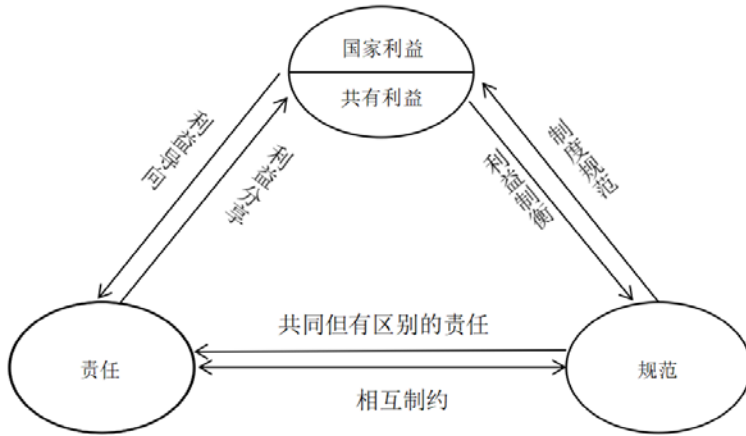 国家利益
共有利益
利益导向
利益分享
利益制衡
制度规范
共同但有区别的责任
责任
规范
相互制约